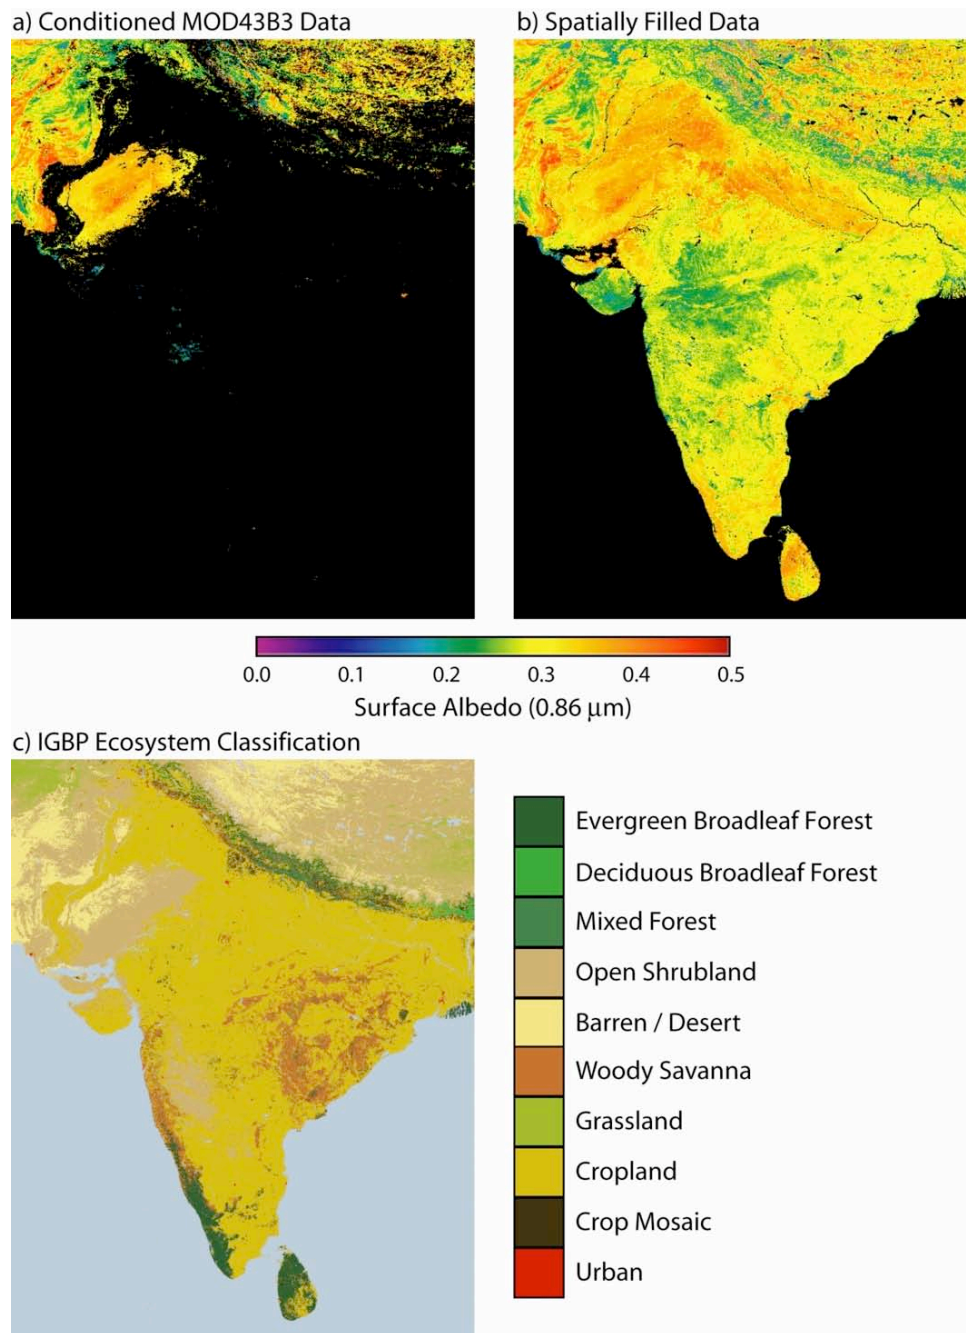 a) Conditioned MOD43B3 Data
b) Spatially Filled Data
0.0 0.1 0.2 0.3 0.4 0.5
Surface Albedo (0.86 μm)
c) IGBP Ecosystem Classification
Evergreen Broadleaf Forest
Deciduous Broadleaf Forest
Mixed Forest
Open Shrubland
Barren / Desert
Woody Savanna
Grassland
Cropland
Crop Mosaic
Urban